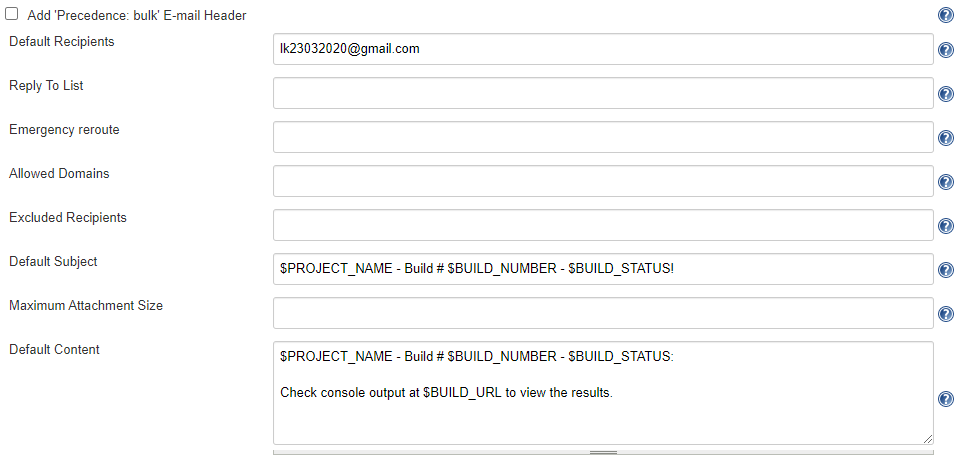 Add 'Precedence: bulk' E-mail Header
Default Recipients
lk23032020@gmail.com
Reply To List
Emergency reroute
Allowed Domains
Excluded Recipients
Default Subject
$PROJECT_NAME - Build # $BUILD_NUMBER - $BUILD_STATUS!
Maximum Attachment Size
Default Content
$PROJECT_NAME - Build # $BUILD_NUMBER - $BUILD_STATUS:
Check console output at $BUILD_URL to view the results.